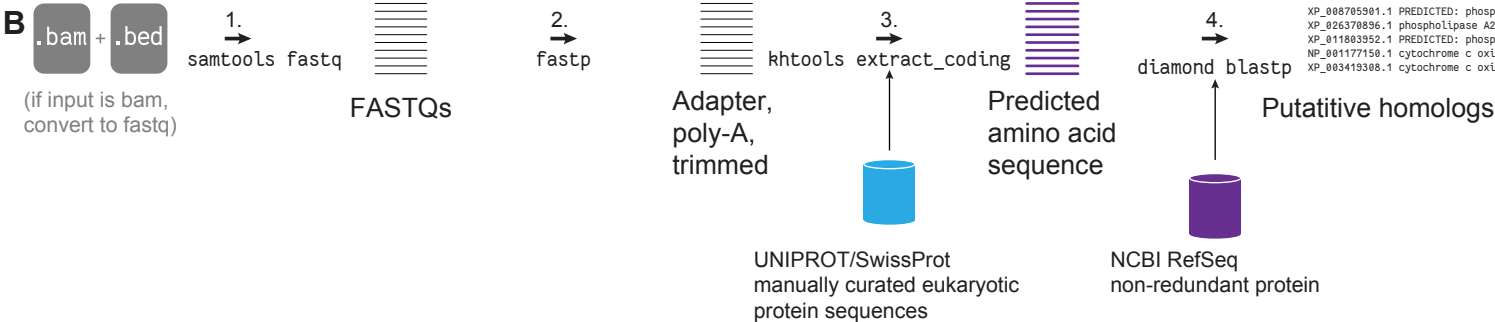 B
.bam + .bed
(if input is bam,
convert to fastq)
1.
samtools fastq
FASTQs
2.
fastp
Adapter,
poly-A,
trimmed
3.
khtools extract_coding
UNIPROT/SwissProt
manually curated eukaryotic
protein sequences
Predicted
amino acid
sequence
4.
diamond blastp
NCBI RefSeq
non-redundant protein
XP_008705901.1 PREDICTED: phosp
XP_026370896.1 phospholipase A2
XP_011803952.1 PREDICTED: phosp
NP_001177150.1 cytochrome c oxi
XP_003419308.1 cytochrome c oxi
Putatitive homologs